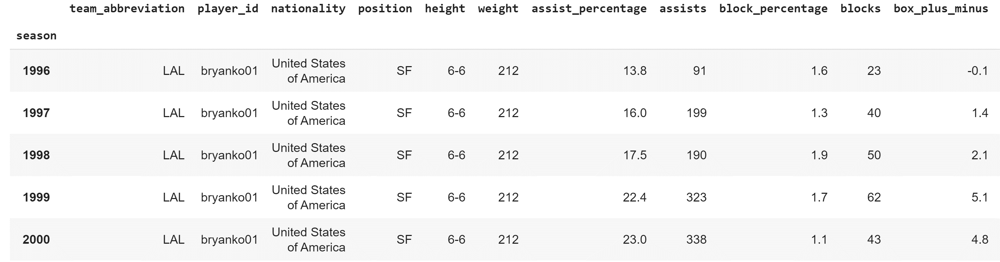 team_abbreviation player_id nationality position height weight assist_percentage assists block_percentage blocks box_plus_minus
season
1996 LAL bryanko01 United States of America SF 6-6 212 13.8 91 1.6 23 -0.1
1997 LAL bryanko01 United States of America SF 6-6 212 16.0 199 1.3 40 1.4
1998 LAL bryanko01 United States of America SF 6-6 212 17.5 190 1.9 50 2.1
1999 LAL bryanko01 United States of America SF 6-6 212 22.4 323 1.7 62 5.1
2000 LAL bryanko01 United States of America SF 6-6 212 23.0 338 1.1 43 4.8